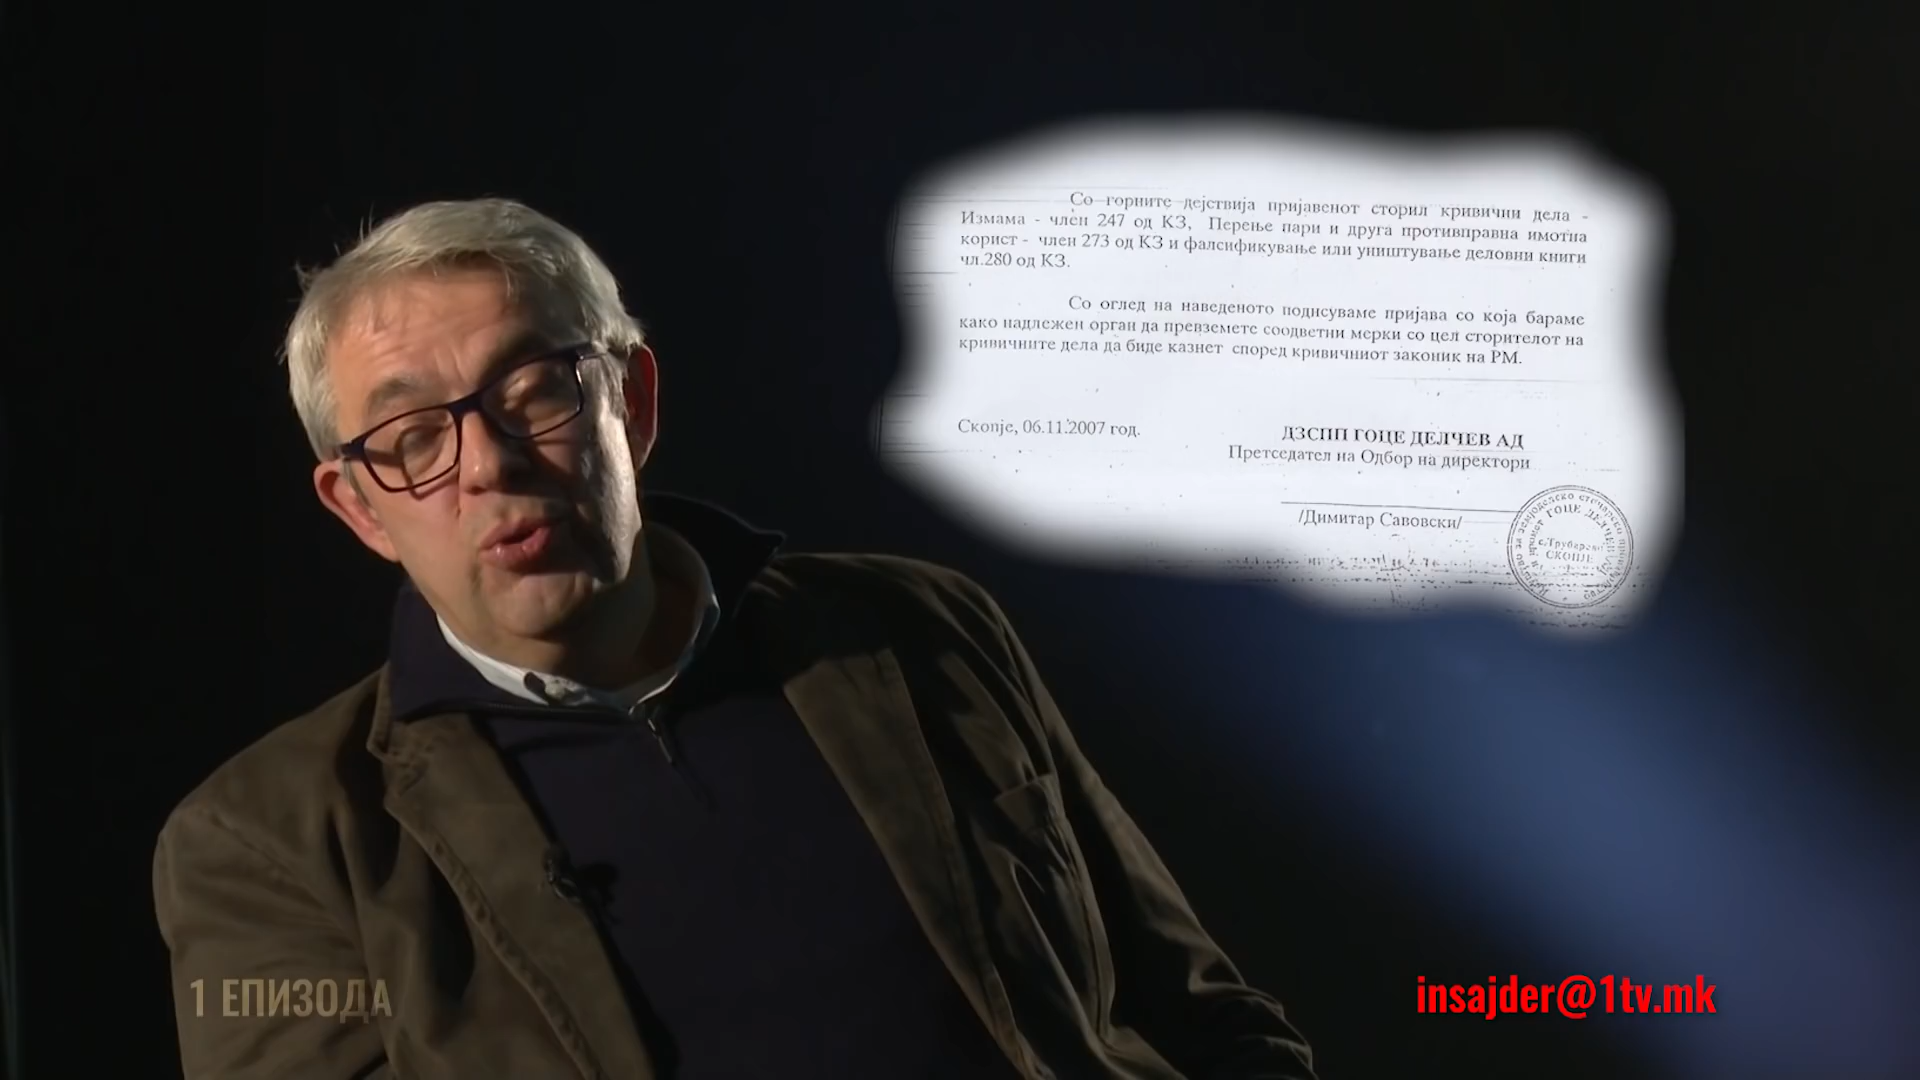 Со горните дејствија пријавенот сторил кривични дела -
Измама - член 247 од КЗ, Перење пари и друга противправна имотна
корист - член 273 од КЗ и фалсификување или уништување деловни книги
чл.280 од КЗ.
Со оглед на наведеното поднсуваме пријава со која бараме
како надлежен орган да превземете соодветни мерки со цел сторителот на
кривичните дела да биде казнет според кривичниот законик на РМ.
Скопје, 06.11.2007 год.
ДЗСПП ГОЦЕ ДЕЛЧЕВ АД
Претседател на Одбор на директори
/Димитар Савовски/
ГОЦЕ ДЕЛЧЕВ
СКОПЈЕ
1 ЕПИЗОДА
insajder@1tv.mk